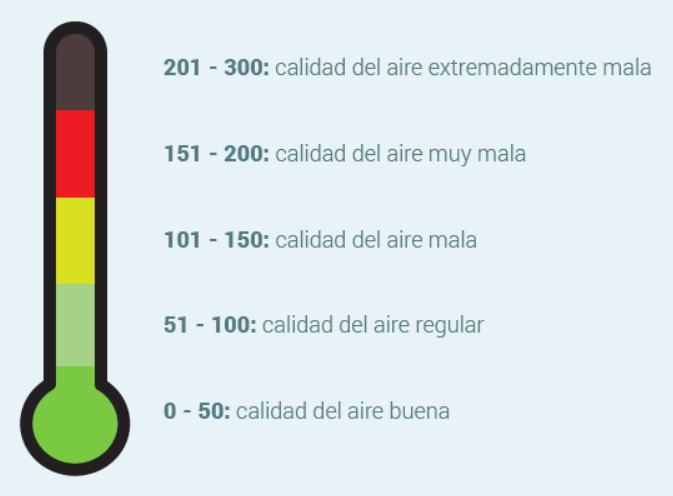 201 - 300: calidad del aire extremadamente mala
151 - 200: calidad del aire muy mala
101 - 150: calidad del aire mala
51 - 100: calidad del aire regular
0 - 50: calidad del aire buena